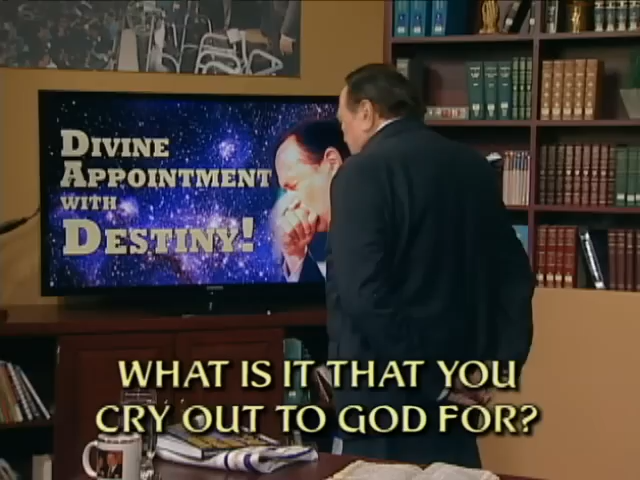 DIVINE
APPOINTMENT
WITH
DESTINY!
WHAT IS IT THAT YOU
CRY OUT TO GOD FOR?